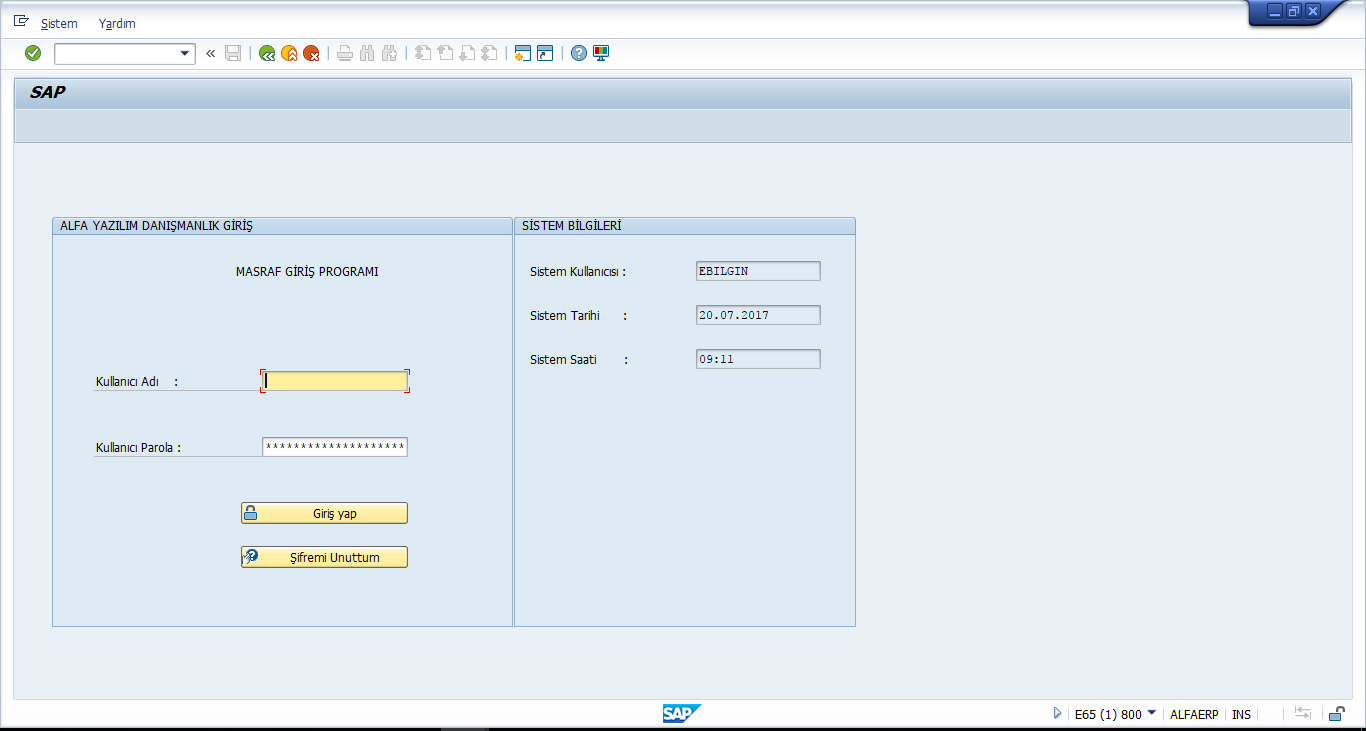 Sistem Yardım
SAP
ALFA YAZILIM DANIŞMANLIK GİRİŞ
MASRAF GİRİŞ PROGRAMI
Kullanıcı Adı :
Kullanıcı Parola : ********************
Giriş yap
Şifremi Unuttum
SİSTEM BİLGİLERİ
Sistem Kullanıcısı : EBILGIN
Sistem Tarihi : 20.07.2017
Sistem Saati : 09:11
SAP
E65 (1) 800 ALFAERP INS